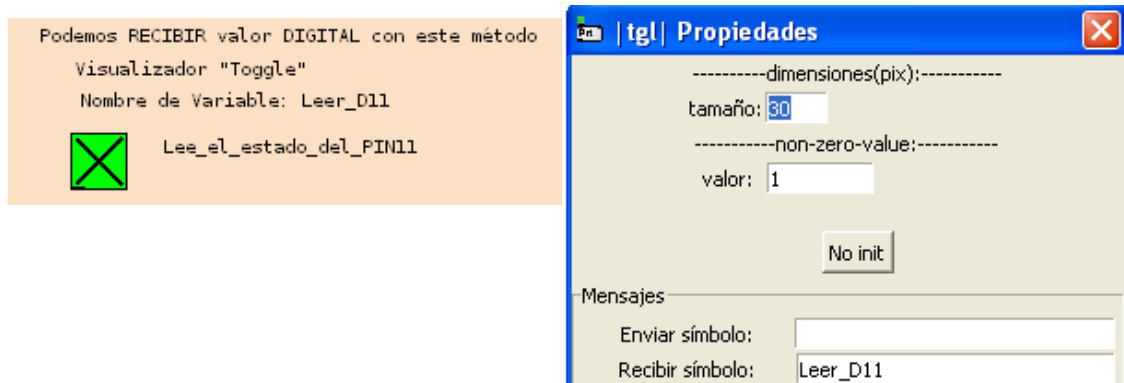 Podemos RECIBIR valor DIGITAL con este método
Visualizador "Toggle"
Nombre de Variable: Leer_D11
Lee_el_estado_del_PIN11
|tgl| Propiedades
----------dimensiones(pix):-----------
tamaño: 30
-----------non-zero-value:-----------
valor: 1
No init
Mensajes
Enviar símbolo:
Recibir símbolo: Leer_D11